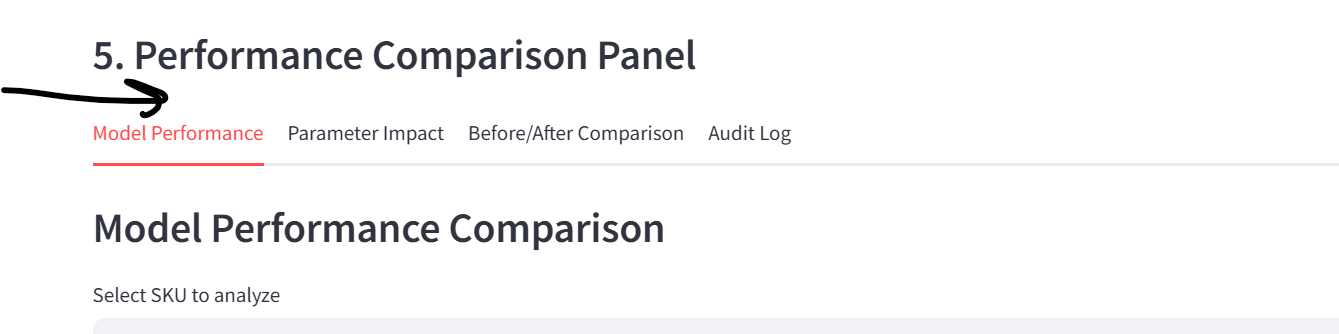 5. Performance Comparison Panel
Model Performance Parameter Impact Before/After Comparison Audit Log
Model Performance Comparison
Select SKU to analyze